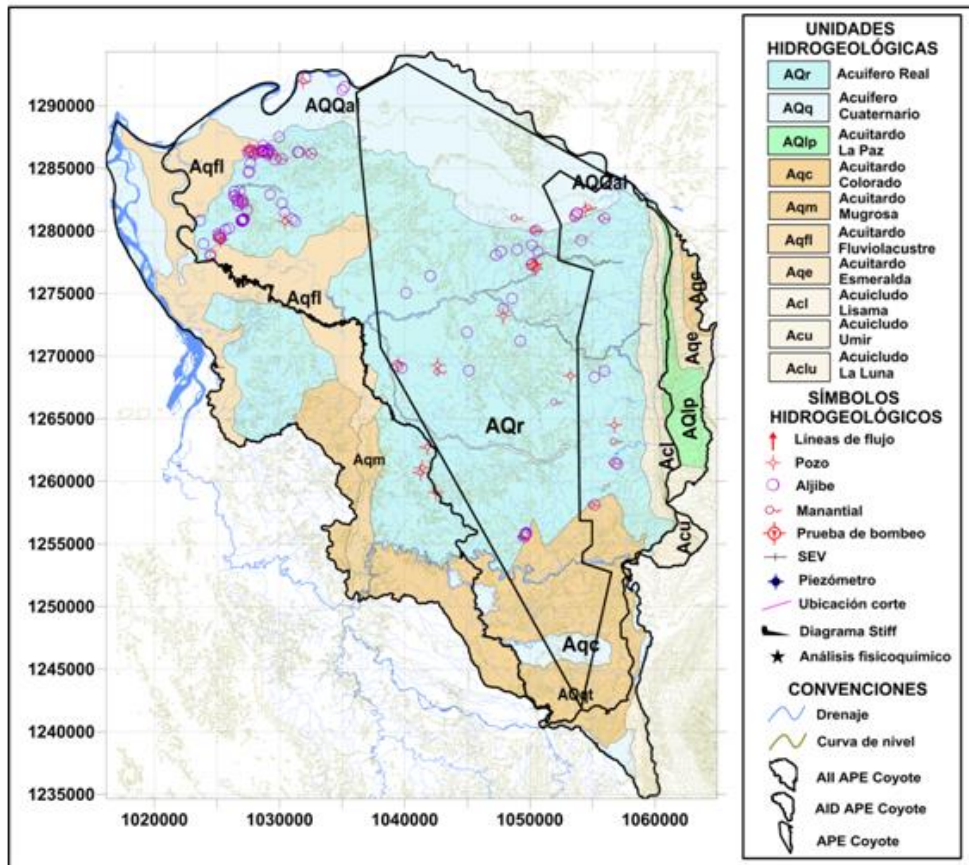 1290000
1285000
1280000
1275000
1270000
1265000
1260000
1255000
1250000
1245000
1240000
1235000
1020000 1030000 1040000 1050000 1060000
AQQal
Aqfl
AQQal
Aqc
Aqfl
Aqe
AQlp
AQr
Aqm
Acl
Acu
Aqc
UNIDADES
HIDROGEOLÓGICAS
AQr Acuifero Real
AQq Acuifero
Cuaternario
AQlp Acuitardo
La Paz
Aqc Acuitardo
Colorado
Aqm Acuitardo
Mugrosa
Aqfl Acuitardo
Fluviolacustre
Aqe Acuitardo
Esmeralda
Acl Acuicludo
Lisama
Acu Acuicludo
Umir
Aclu Acuicludo
La Luna
SÍMBOLOS
HIDROGEOLÓGICOS
Lineas de flujo
Pozo
Aljibe
Manantial
Prueba de bombeo
SEV
Piezómetro
Ubicación corte
Diagrama Stiff
Análisis fisicoquímico
CONVENCIONES
Drenaje
Curva de nivel
AII APE Coyote
AID APE Coyote
APE Coyote